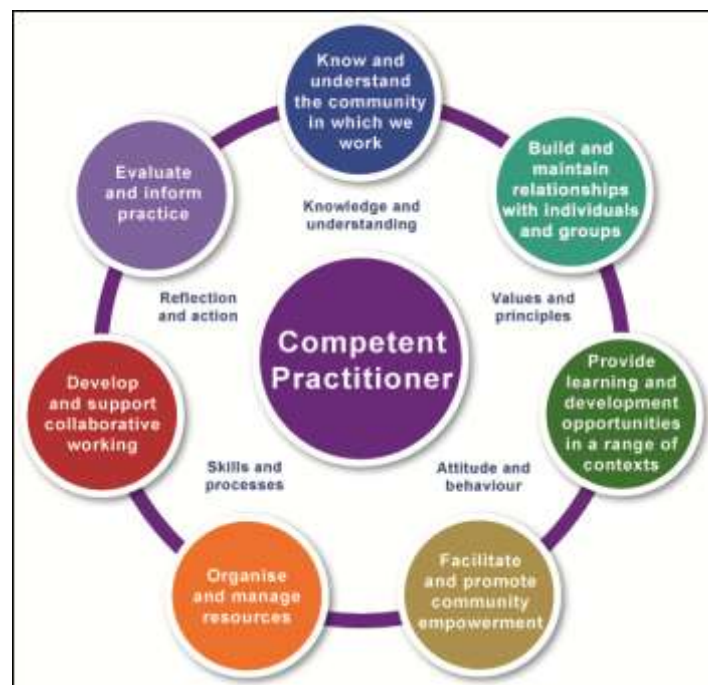 Know and
understand
the community
in which we
work
Build and
maintain
relationships
with individuals
and groups
Provide
learning and
development
opportunities
in a range of
contexts
Facilitate
and promote
community
empowerment
Organise
and manage
resources
Develop
and support
collaborative
working
Evaluate
and inform
practice
Knowledge and
understanding
Values and
principles
Attitude and
behaviour
Skills and
processes
Reflection
and action
Competent
Practitioner